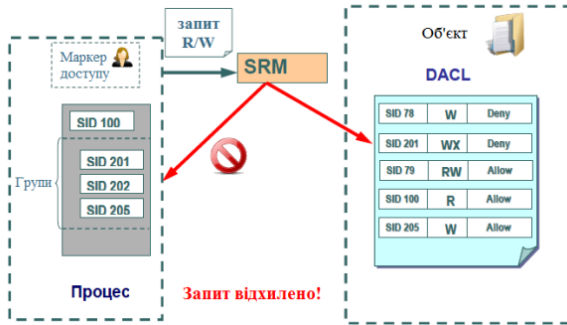 запит
R/W
Маркер
доступу
SRM
SID 100
Групи
SID 201
SID 202
SID 205
Процес
Запит відхилено!
Об'єкт
DACL
SID 78 W Deny
SID 201 WX Deny
SID 79 RW Allow
SID 100 R Allow
SID 205 W Allow